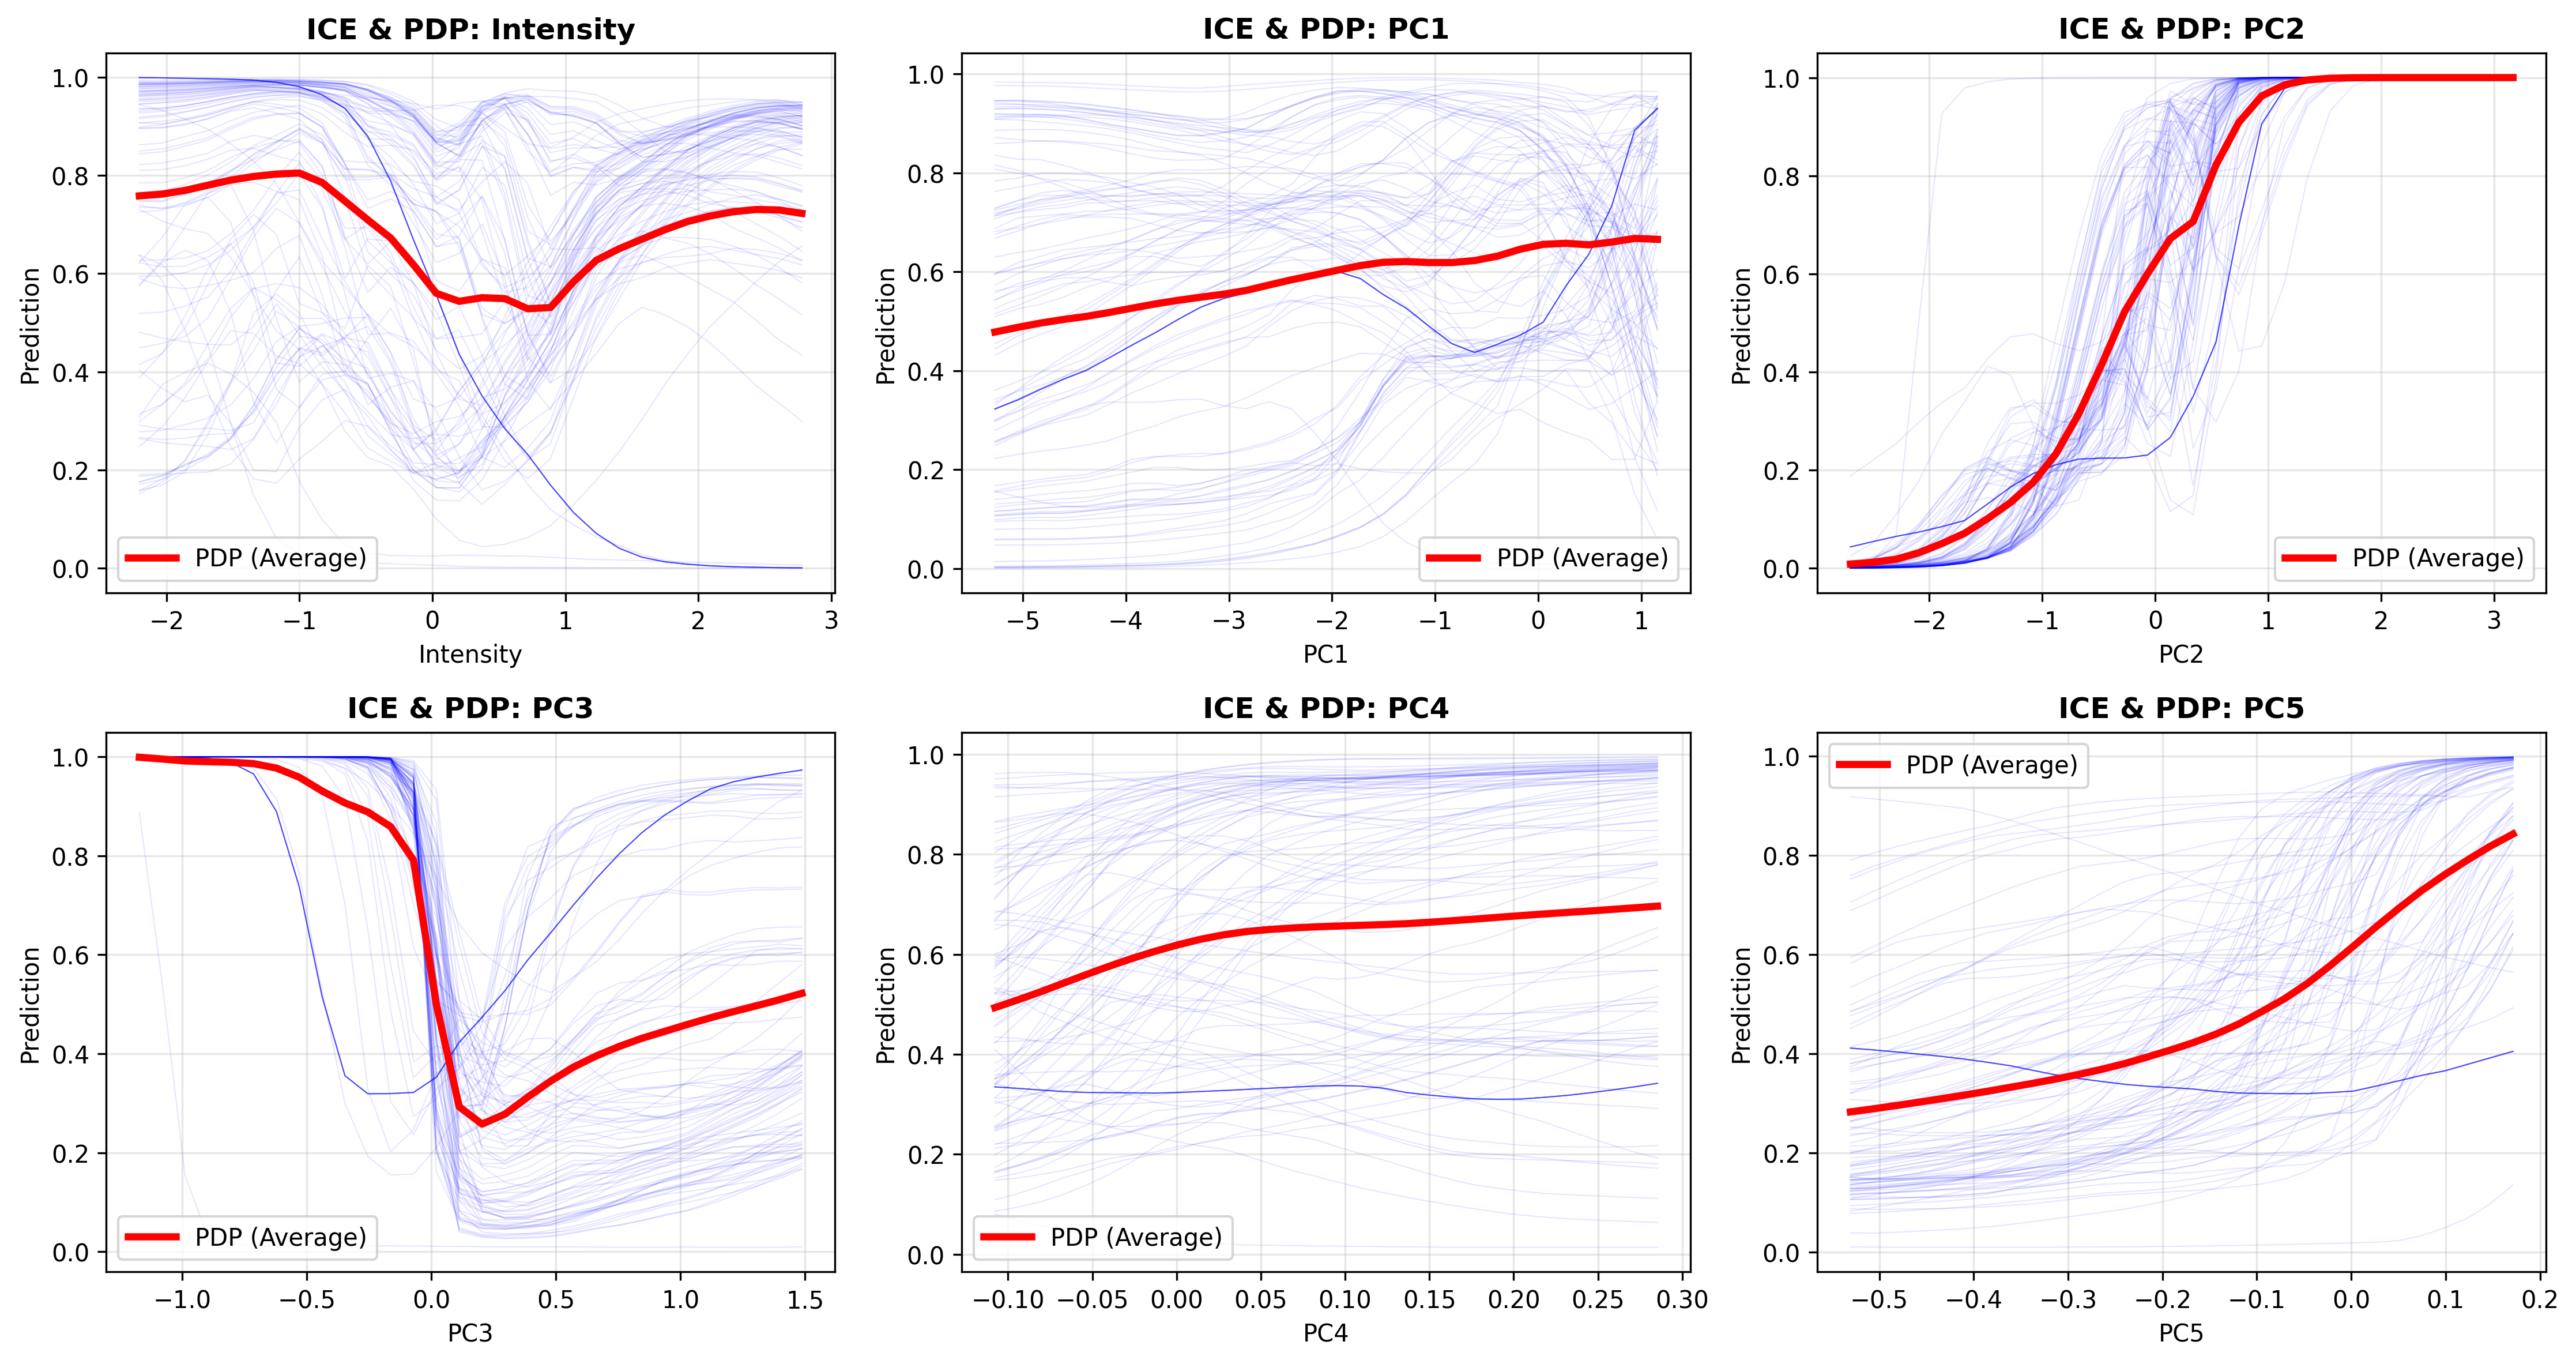 ICE & PDP: Intensity
1.0
0.8
0.6
0.4
0.2
0.0
Prediction
PDP (Average)
−2 −1 0 1 2 3
Intensity
ICE & PDP: PC1
1.0
0.8
0.6
0.4
0.2
0.0
Prediction
PDP (Average)
−5 −4 −3 −2 −1 0 1
PC1
ICE & PDP: PC2
1.0
0.8
0.6
0.4
0.2
0.0
Prediction
PDP (Average)
−2 −1 0 1 2 3
PC2
ICE & PDP: PC3
1.0
0.8
0.6
0.4
0.2
0.0
Prediction
PDP (Average)
−1.0 −0.5 0.0 0.5 1.0 1.5
PC3
ICE & PDP: PC4
1.0
0.8
0.6
0.4
0.2
0.0
Prediction
PDP (Average)
−0.10 −0.05 0.00 0.05 0.10 0.15 0.20 0.25 0.30
PC4
ICE & PDP: PC5
PDP (Average)
1.0
0.8
0.6
0.4
0.2
0.0
Prediction
−0.5 −0.4 −0.3 −0.2 −0.1 0.0 0.1 0.2
PC5